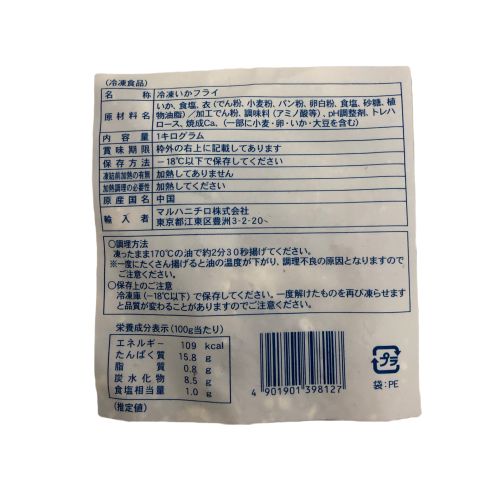 (冷凍食品)
名 称 冷凍いかフライ
原材料名 いか、食塩、衣(でん粉、小麦粉、パン粉、卵白粉、食塩、砂糖、植
物油脂)/加工でん粉、調味料(アミノ酸等)、pH調整剤、トレハ
ロース、焼成Ca、(一部に小麦・卵・いか・大豆を含む)
内容量 1キログラム
賞味期限 枠外の右上に記載してあります
保存方法 −18℃以下で保存してください
凍結前加熱の有無 加熱してありません
加熱調理の必要性 加熱してください
原産国名 中国
輸入者 マルハニチロ株式会社
東京都江東区豊洲3-2-20
○調理方法
凍ったまま170℃の油で約2分30秒揚げてください。
※一度にたくさん揚げると油の温度が下がり、調理不良の原因となりますので
ご注意ください。
○保存上のご注意
冷凍庫(−18℃以下)で保存してください。一度解けたものを再び凍らせます
と品質が変わることがありますのでご注意ください。
栄養成分表示(100g当たり)
エネルギー 109 kcal
たんぱく質 15.8 g
脂質 0.8 g
炭水化物 8.5 g
食塩相当量 1.0 g
(推定値)
4 901901 398127
プラ
袋:PE